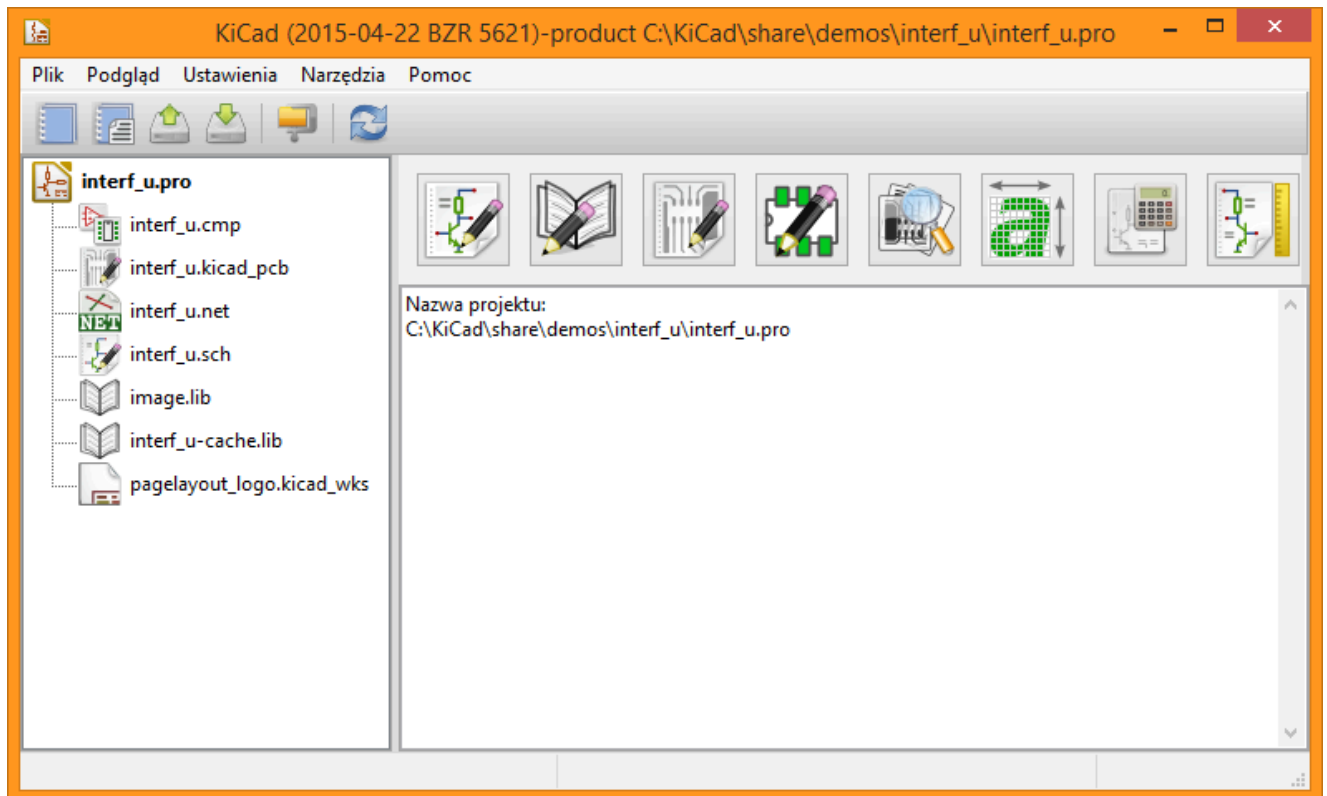 KiCad (2015-04-22 BZR 5621)-product C:\KiCad\share\demos\interf_u\interf_u.pro
Plik Podgląd Ustawienia Narzędzia Pomoc
interf_u.pro
interf_u.cmp
interf_u.kicad_pcb
NET interf_u.net
interf_u.sch
image.lib
interf_u-cache.lib
pagelayout_logo.kicad_wks
a
Nazwa projektu:
C:\KiCad\share\demos\interf_u\interf_u.pro